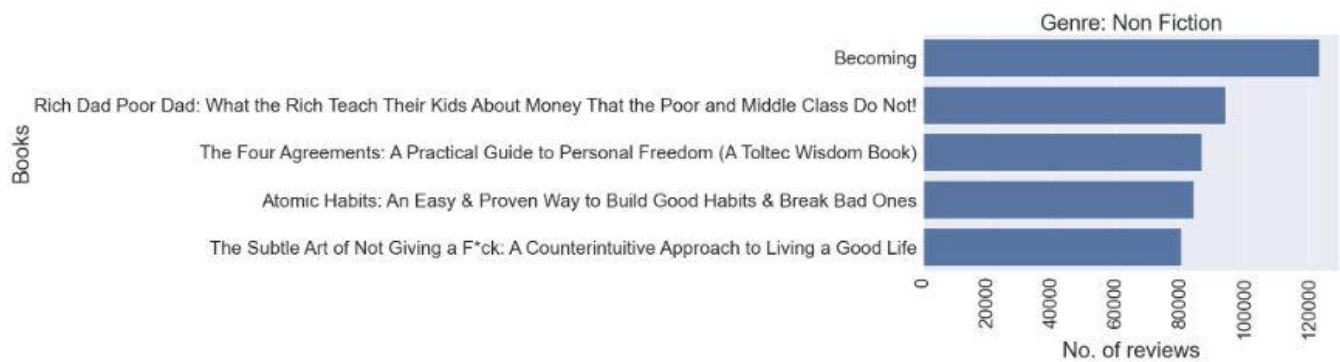 Genre: Non Fiction
Books
Becoming
Rich Dad Poor Dad: What the Rich Teach Their Kids About Money That the Poor and Middle Class Do Not!
The Four Agreements: A Practical Guide to Personal Freedom (A Toltec Wisdom Book)
Atomic Habits: An Easy & Proven Way to Build Good Habits & Break Bad Ones
The Subtle Art of Not Giving a F*ck: A Counterintuitive Approach to Living a Good Life
0
20000
40000
60000
80000
100000
120000
No. of reviews